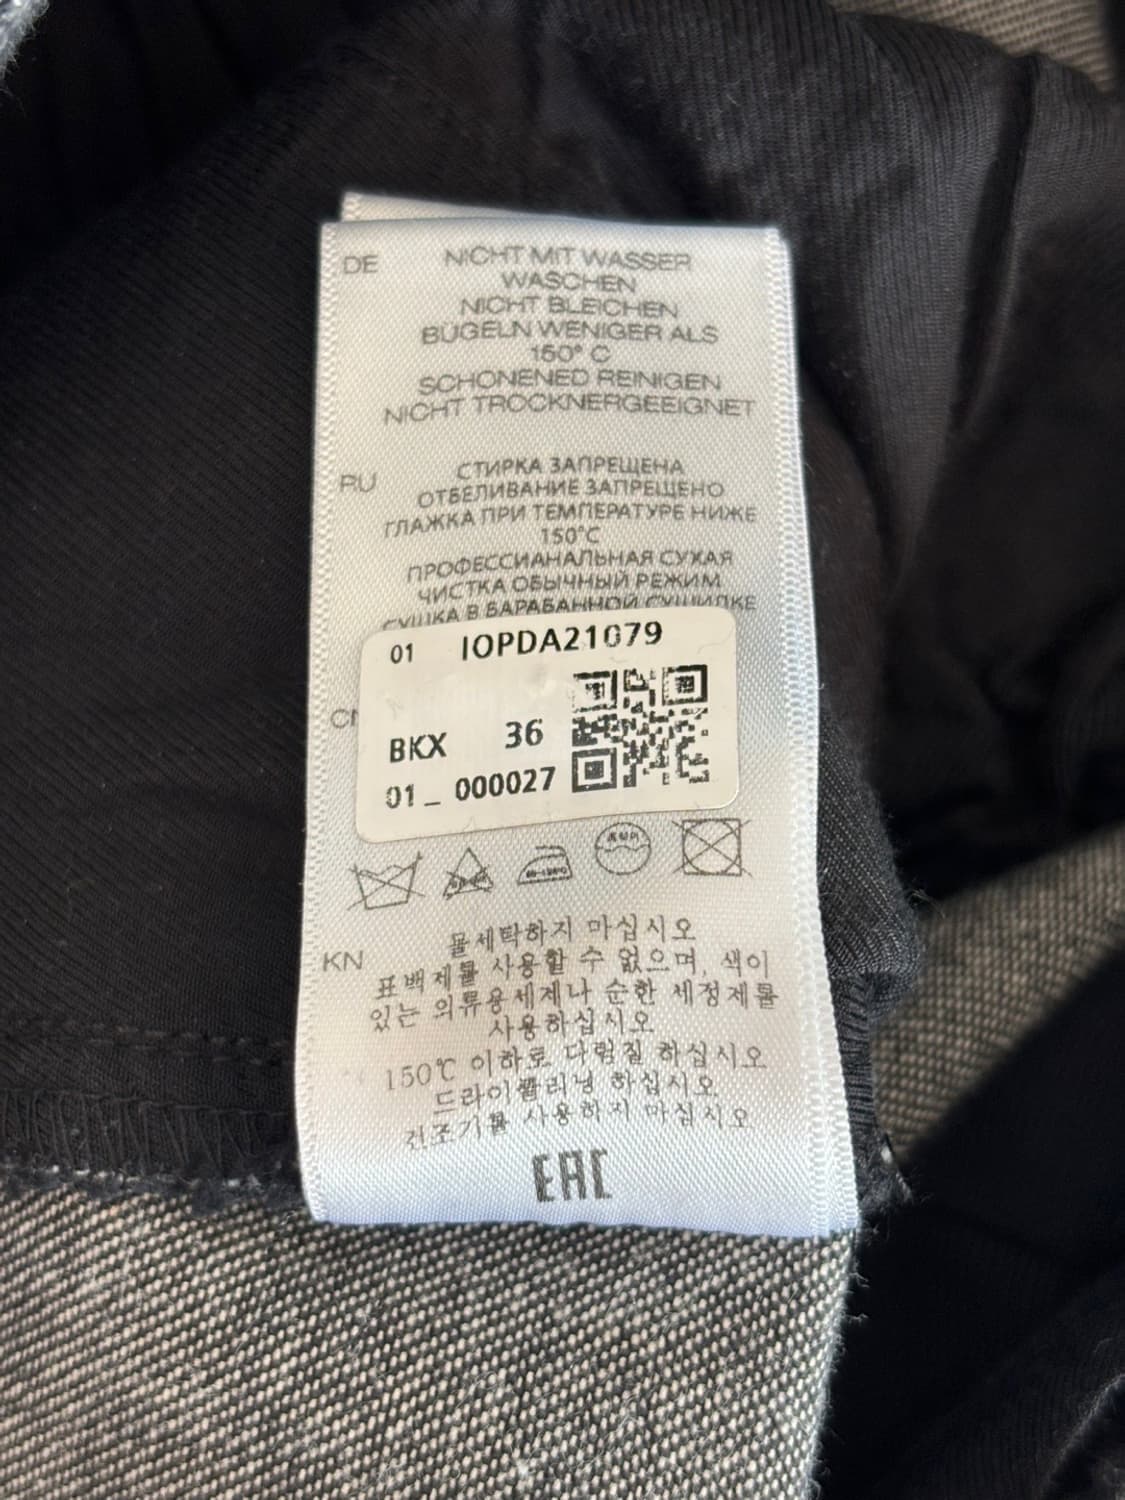 DE
NICHT MIT WASSER
WASCHEN
NICHT BLEICHEN
BÜGELN WENIGER ALS
150° C
SCHONENED REINIGEN
NICHT TROCKNERGEEIGNET
RU
СТИРКА ЗАПРЕЩЕНА
ОТБЕЛИВАНИЕ ЗАПРЕЩЕНО
ГЛАЖКА ПРИ ТЕМПЕРАТУРЕ НИЖЕ
150°C
ПРОФЕССИАНАЛЬНАЯ СУХАЯ
ЧИСТКА ОБЫЧНЫЙ РЕЖИМ
СУШКА В БАРАБАННОЙ СУШИЛКЕ
01 IOPDA21079
BKX 36
01_ 000027
KN
물세탁하지 마십시오
표백제를 사용할 수 없으며, 색이
있는 의류용세제나 순한 세정제를
사용하십시오
150℃ 이하로 다림질 하십시오
드라이클리닝 하십시오
건조기를 사용하지 마십시오
EAC